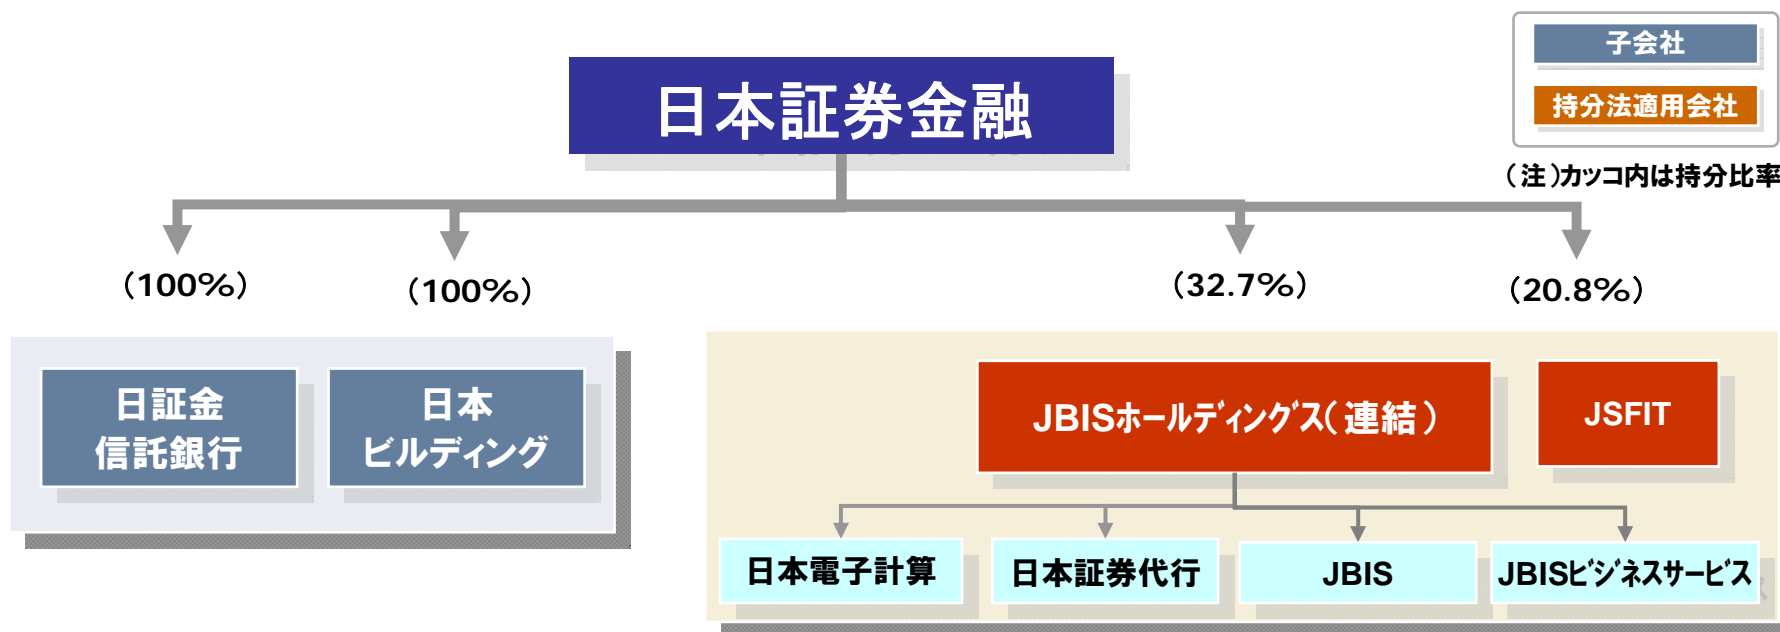 子会社
持分法適用会社
(注)カッコ内は持分比率
日本証券金融
(100%)
(100%)
(32.7%)
(20.8%)
日証金
信託銀行
日本
ビルディング
JBISホールディングス(連結)
JSFIT
日本電子計算
日本証券代行
JBIS
JBISビジネスサービス